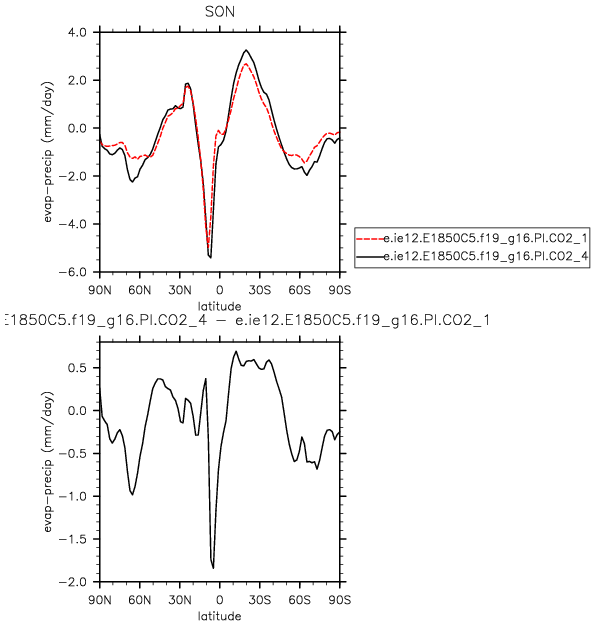 SON
4.0
2.0
0.0
−2.0
−4.0
−6.0
evap−precip (mm/day)
90N 60N 30N 0 30S 60S 90S
latitude
e.ie12.E1850C5.f19_g16.PI.CO2_1
e.ie12.E1850C5.f19_g16.PI.CO2_4
E1850C5.f19_g16.PI.CO2_4 − e.ie12.E1850C5.f19_g16.PI.CO2_1
0.5
0.0
−0.5
−1.0
−1.5
−2.0
evap−precip (mm/day)
90N 60N 30N 0 30S 60S 90S
latitude